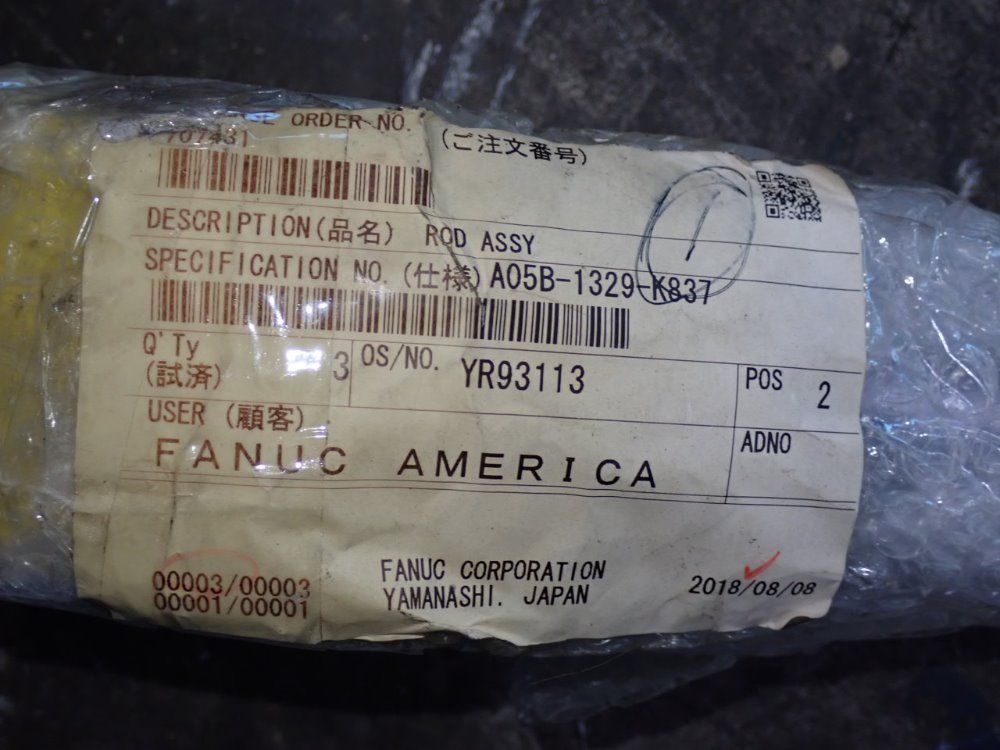 ORDER NO. (ご注文番号)
707431
DESCRIPTION(品名) ROD ASSY
SPECIFICATION NO. (仕様) A05B-1329-K837
Q'Ty (試済) 3 OS/NO. YR93113 POS 2
USER (顧客) ADNO
FANUC AMERICA
00003/00003
00001/00001
FANUC CORPORATION
YAMANASHI. JAPAN
2018/08/08